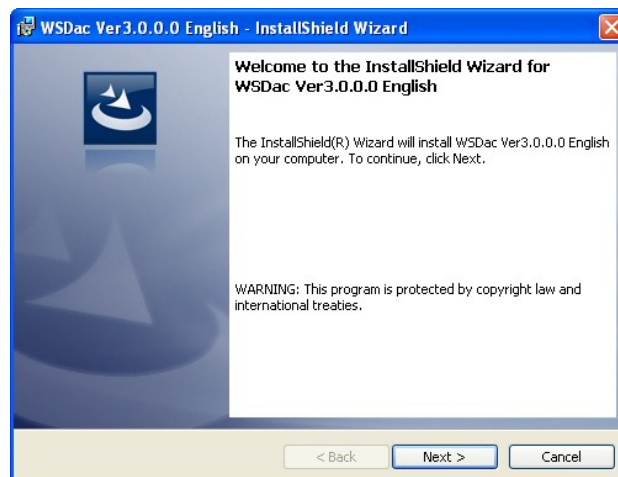 WSDac Ver3.0.0.0 English - InstallShield Wizard
Welcome to the InstallShield Wizard for
WSDac Ver3.0.0.0 English
The InstallShield(R) Wizard will install WSDac Ver3.0.0.0 English
on your computer. To continue, click Next.
WARNING: This program is protected by copyright law and
international treaties.
< Back
Next >
Cancel